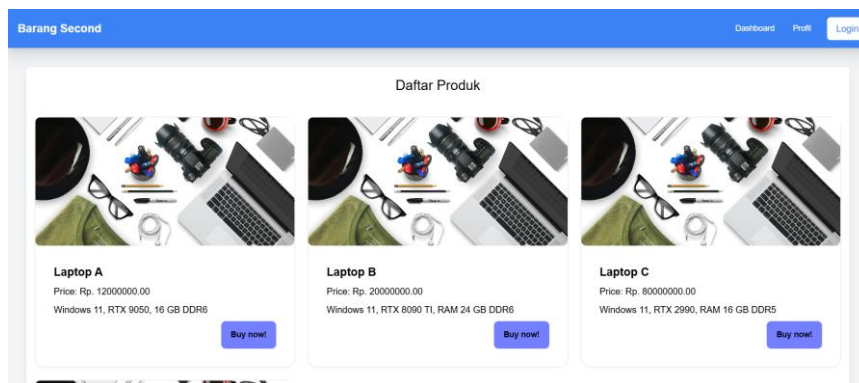 Barang Second
Dashboard
Profil
Login
Daftar Produk
Laptop A
Price: Rp. 12000000.00
Windows 11, RTX 9050, 16 GB DDR6
Buy now!
Laptop B
Price: Rp. 20000000.00
Windows 11, RTX 8090 TI, RAM 24 GB DDR6
Buy now!
Laptop C
Price: Rp. 80000000.00
Windows 11, RTX 2990, RAM 16 GB DDR5
Buy now!